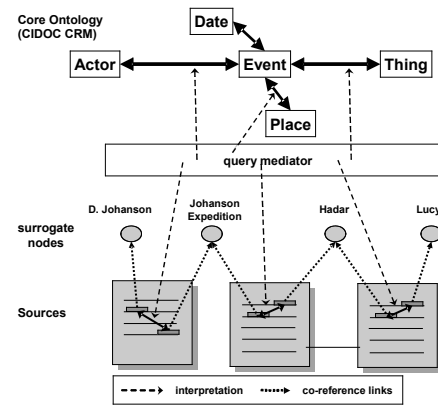 Core Ontology
(CIDOC CRM)
Date
Actor
Event
Thing
Place
query mediator
surrogate
nodes
D. Johanson
Johanson
Expedition
Hadar
Lucy
Sources
interpretation
co-reference links